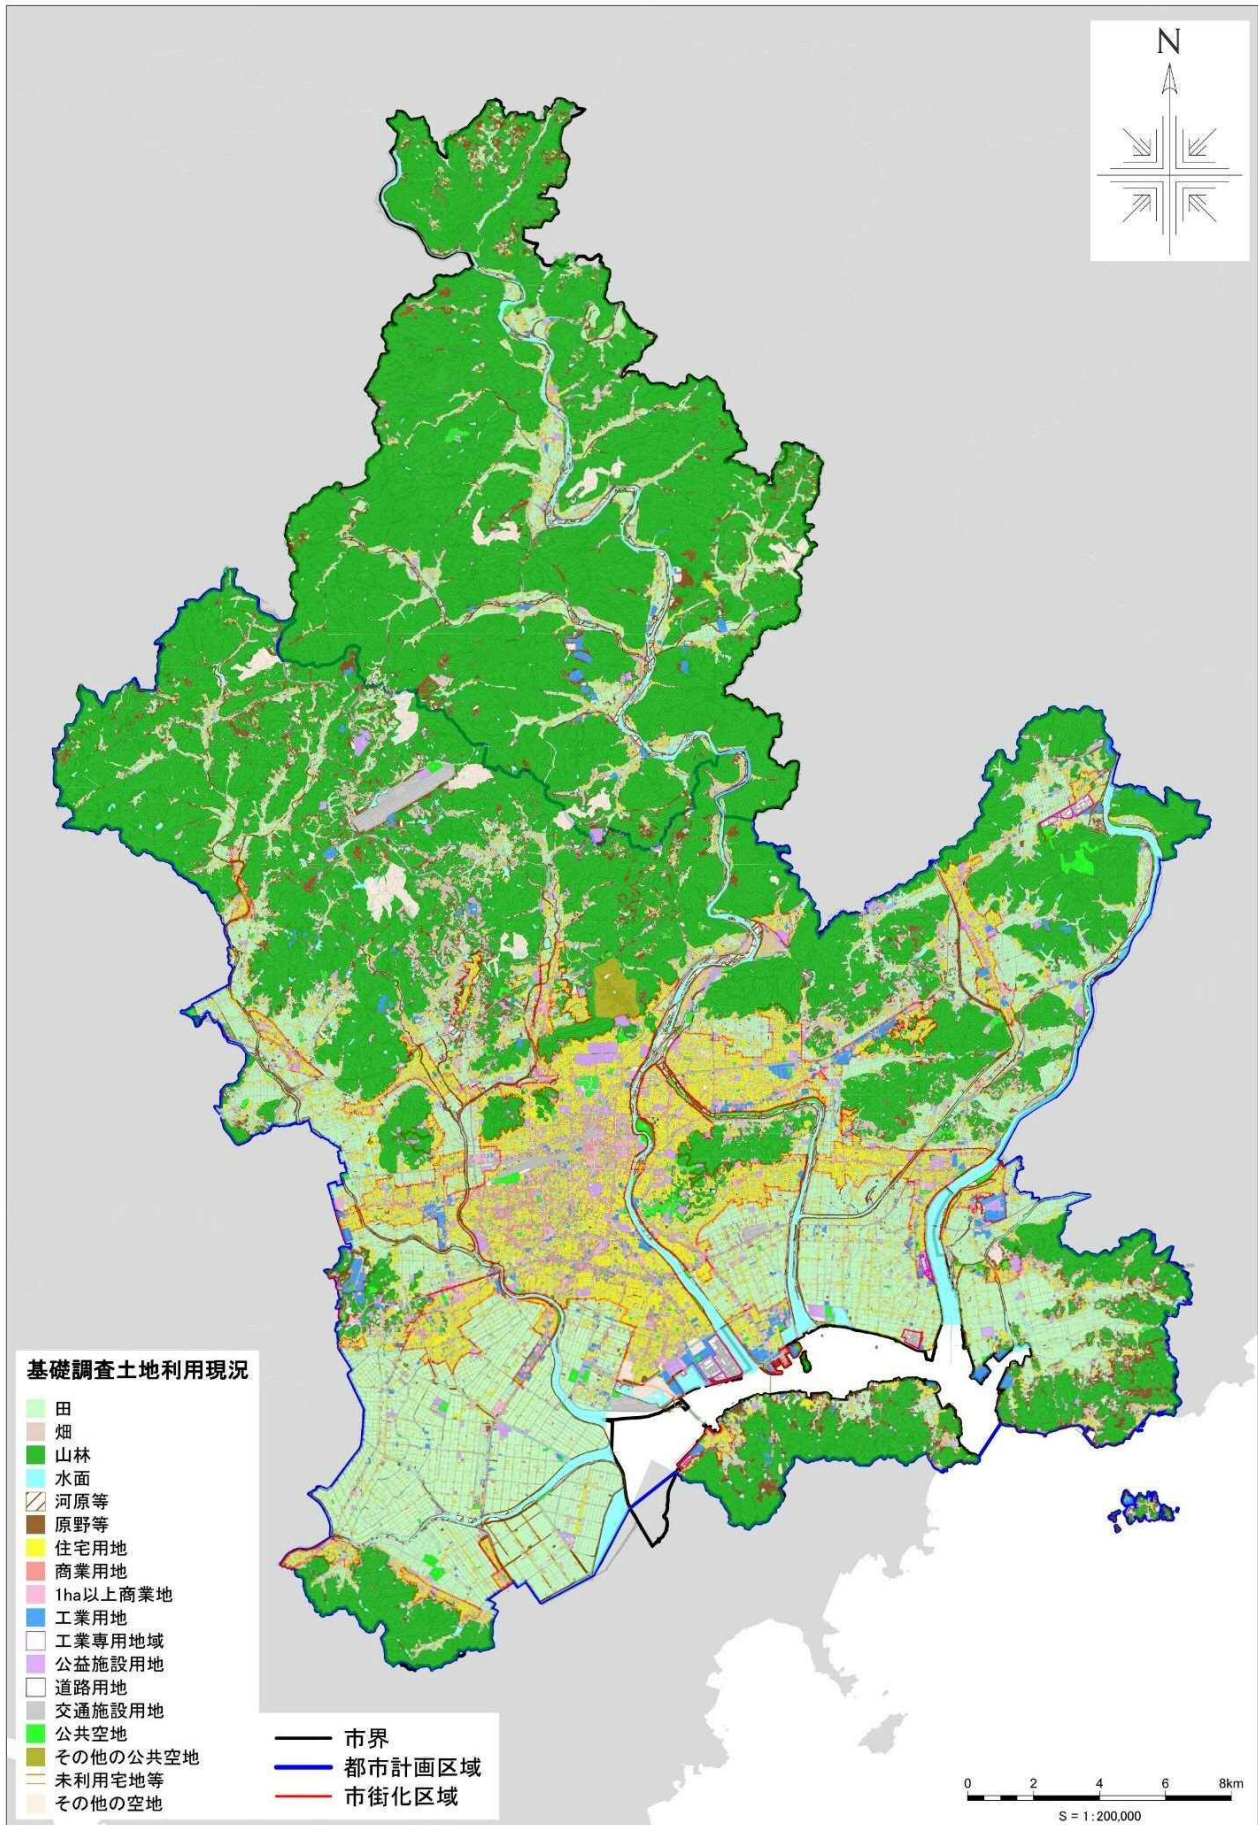 N
基礎調査土地利用現況
田
畑
山林
水面
河原等
原野等
住宅用地
商業用地
1ha以上商業地
工業用地
工業専用地域
公益施設用地
道路用地
交通施設用地
公共空地
その他の公共空地
未利用宅地等
その他の空地
市界
都市計画区域
市街化区域
0 2 4 6 8km
S = 1:200,000